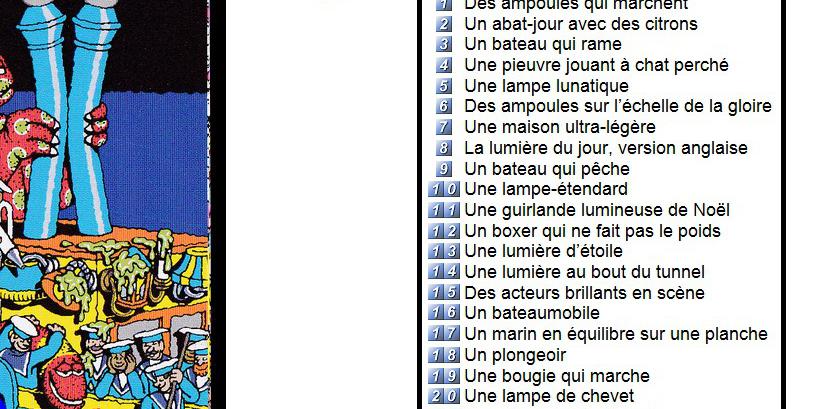 1 Des ampoules qui marchent
2 Un abat-jour avec des citrons
3 Un bateau qui rame
4 Une pieuvre jouant à chat perché
5 Une lampe lunatique
6 Des ampoules sur l'échelle de la gloire
7 Une maison ultra-légère
8 La lumière du jour, version anglaise
9 Un bateau qui pêche
10 Une lampe-étendard
11 Une guirlande lumineuse de Noël
12 Un boxer qui ne fait pas le poids
13 Une lumière d'étoile
14 Une lumière au bout du tunnel
15 Des acteurs brillants en scène
16 Un bateaumobile
17 Un marin en équilibre sur une planche
18 Un plongeoir
19 Une bougie qui marche
20 Une lampe de chevet